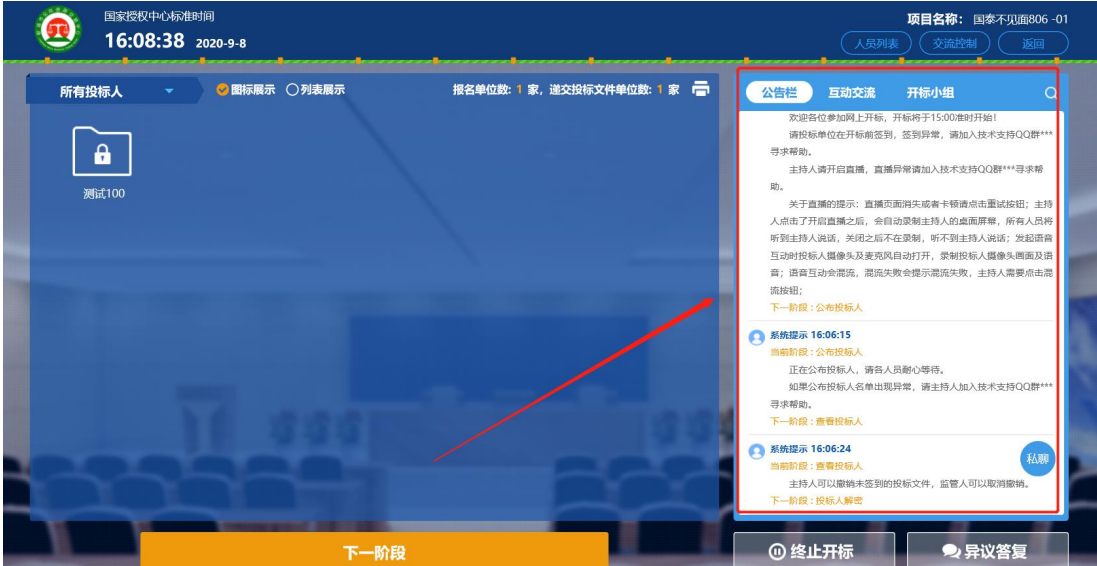 国家授权中心标准时间
16:08:38 2020-9-8
项目名称： 国泰不见面806 -01
人员列表 交流控制 返回
所有投标人 图标展示 列表展示 报名单位数: 1 家，递交投标文件单位数: 1 家
测试100
公告栏 互动交流 开标小组
欢迎各位参加网上开标，开标将于15:00准时开始！
请投标单位在开标前签到，签到异常，请加入技术支持QQ群***
寻求帮助。
主持人请开启直播，直播异常请加入技术支持QQ群***寻求帮
助。
关于直播的提示：直播页面消失或者卡顿请点击重试按钮；主持
人点击了开启直播之后，会自动录制主持人的桌面屏幕，所有人员将
听到主持人说话，关闭之后不在录制，听不到主持人说话；发起语音
互动时投标人摄像头及麦克风自动打开，录制投标人摄像头画面及语
音；语音互动会混流，混流失败会提示混流失败，主持人需要点击混
流按钮；
下一阶段：公布投标人
系统提示 16:06:15
当前阶段：公布投标人
正在公布投标人，请各人员耐心等待。
如果公布投标人名单出现异常，请主持人加入技术支持QQ群***
寻求帮助。
下一阶段：查看投标人
系统提示 16:06:24
当前阶段：查看投标人
私聊
主持人可以撤销未签到的投标文件，监管人可以取消撤销。
下一阶段：投标人解密
下一阶段 终止开标 异议答复